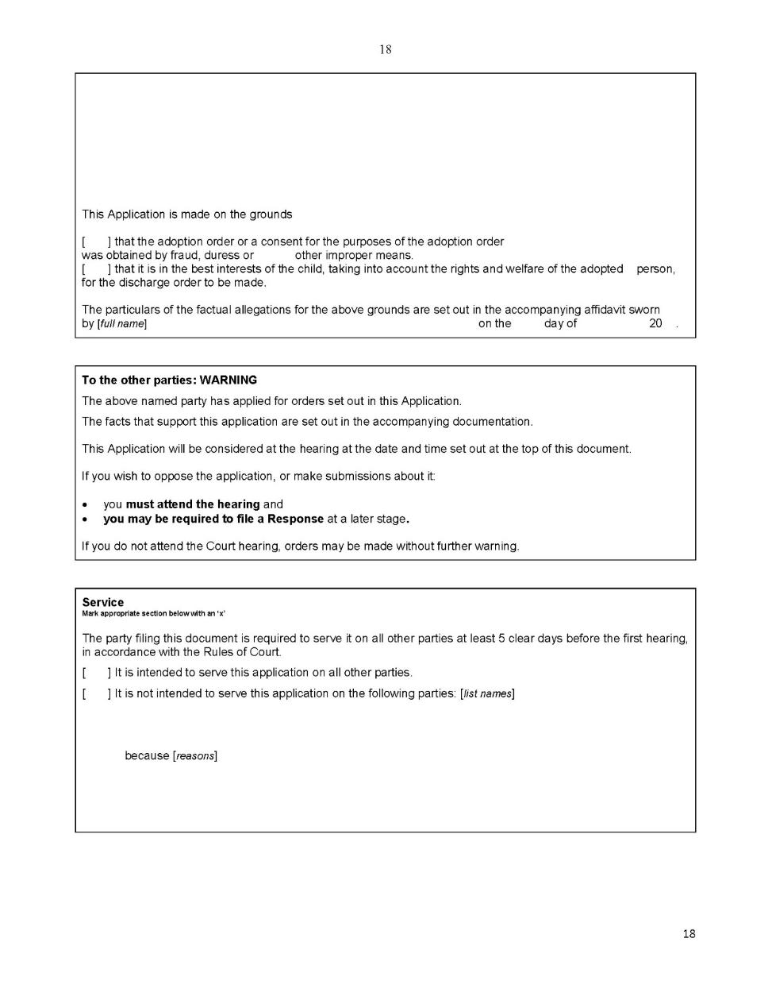 18
This Application is made on the grounds
[ ] that the adoption order or a consent for the purposes of the adoption order
was obtained by fraud, duress or other improper means.
[ ] that it is in the best interests of the child, taking into account the rights and welfare of the adopted person,
for the discharge order to be made.
The particulars of the factual allegations for the above grounds are set out in the accompanying affidavit sworn
by [full name] on the day of 20 .
To the other parties: WARNING
The above named party has applied for orders set out in this Application.
The facts that support this application are set out in the accompanying documentation.
This Application will be considered at the hearing at the date and time set out at the top of this document.
If you wish to oppose the application, or make submissions about it:
• you must attend the hearing and
• you may be required to file a Response at a later stage.
If you do not attend the Court hearing, orders may be made without further warning.
Service
Mark appropriate section below with an ‘x’
The party filing this document is required to serve it on all other parties at least 5 clear days before the first hearing,
in accordance with the Rules of Court.
[ ] It is intended to serve this application on all other parties.
[ ] It is not intended to serve this application on the following parties: [list names]
because [reasons]
18